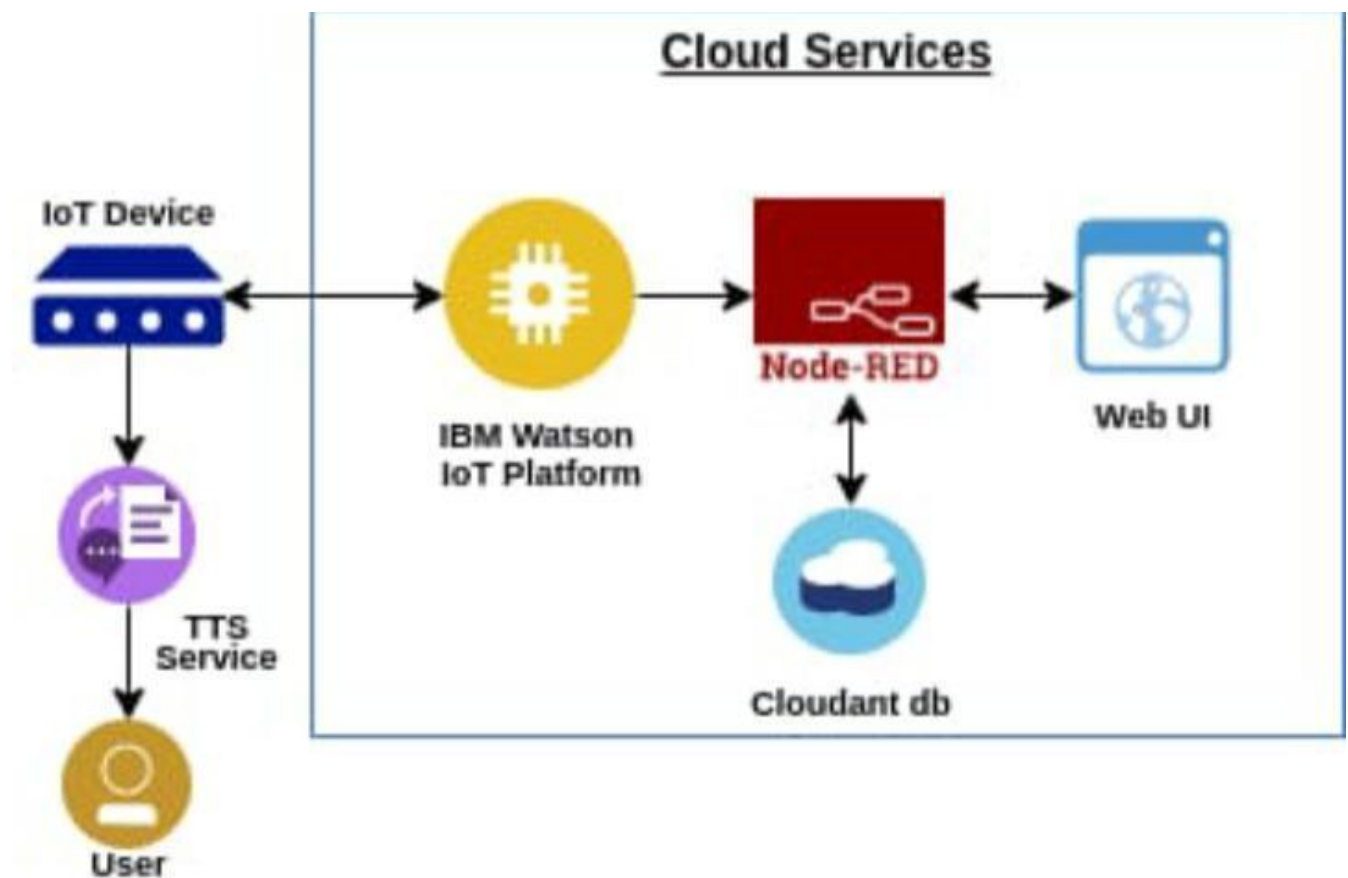 Cloud Services
IoT Device
Node-RED
Web UI
IBM Watson
IoT Platform
TTS
Service
Cloudant db
User